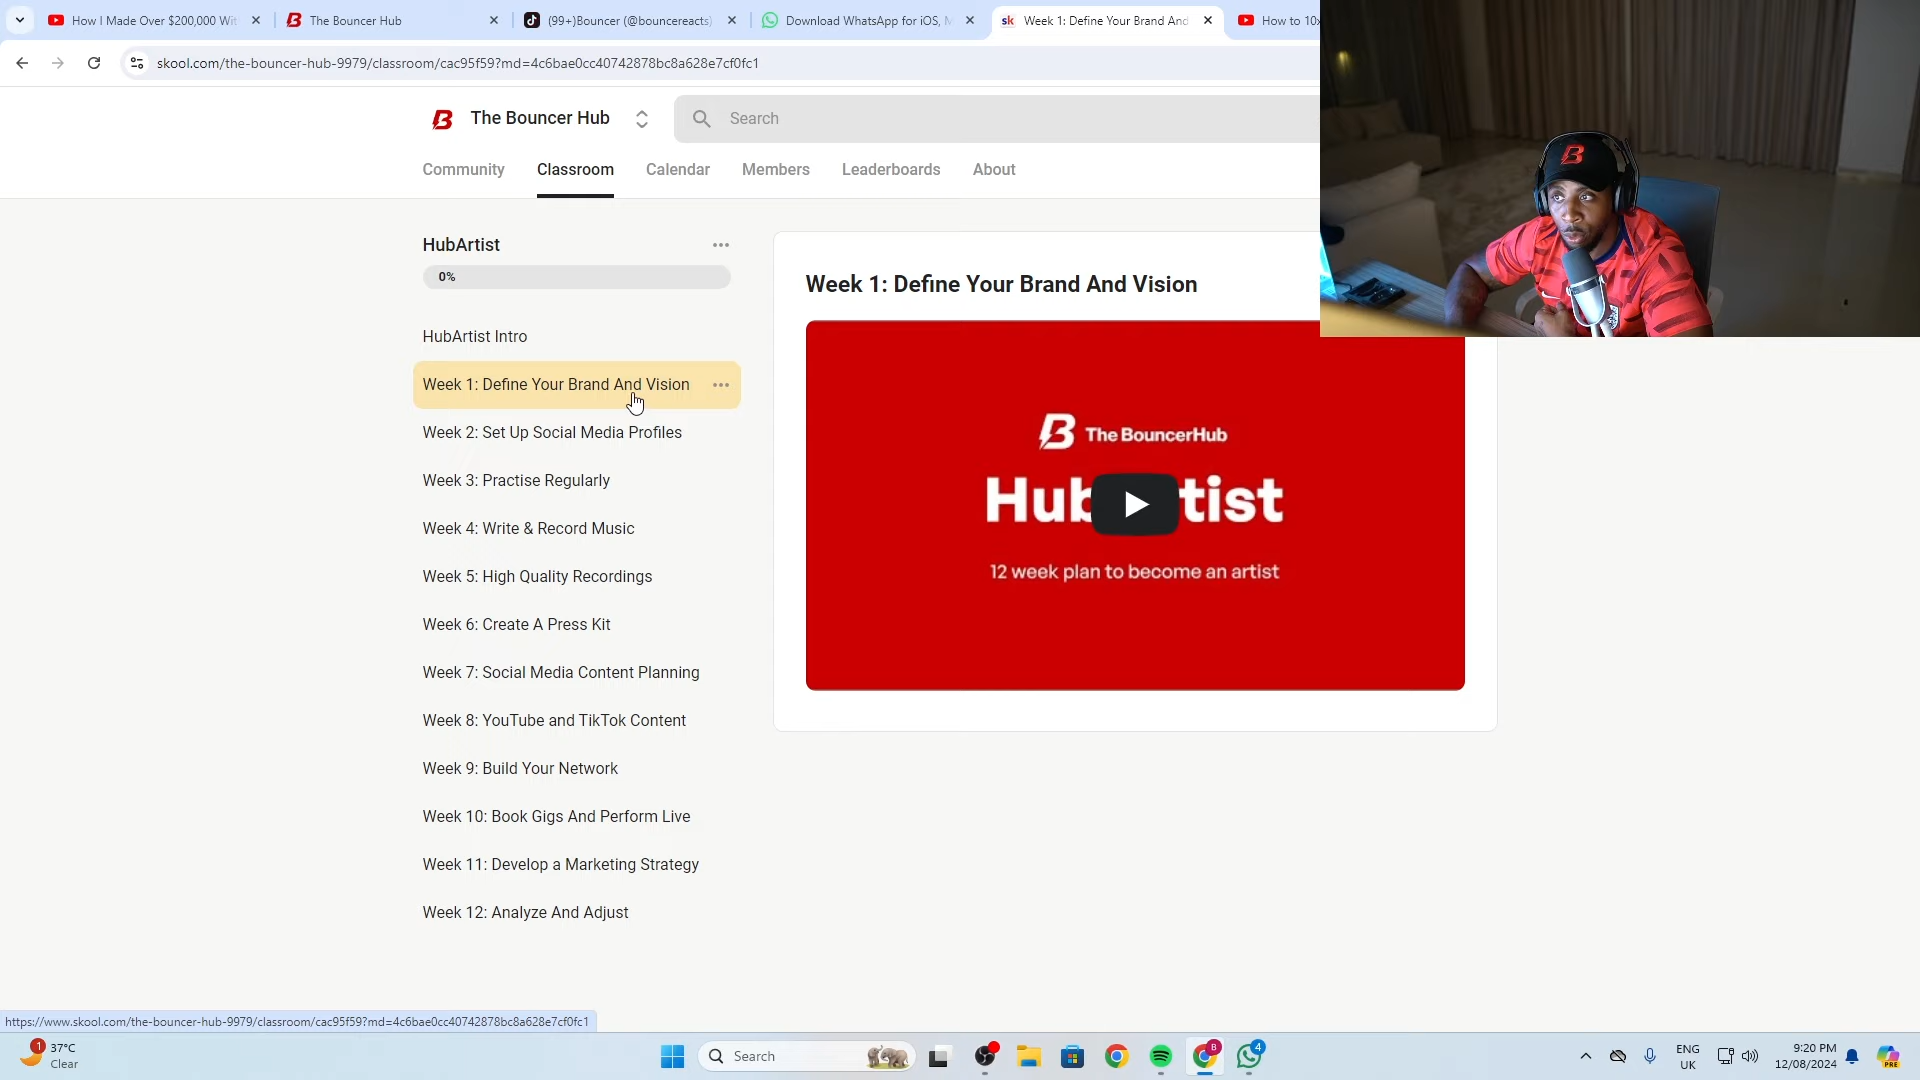 How I Made Over $200,000 Wit
The Bouncer Hub
(99+)Bouncer (@bouncereacts)
Download WhatsApp for iOS, M
sk Week 1: Define Your Brand And
How to 10x
skool.com/the-bouncer-hub-9979/classroom/cac95f59?md=4c6bae0cc40742878bc8a628e7cf0fc1
B The Bouncer Hub
Search
Community Classroom Calendar Members Leaderboards About
HubArtist
0%
HubArtist Intro
Week 1: Define Your Brand And Vision
Week 2: Set Up Social Media Profiles
Week 3: Practise Regularly
Week 4: Write & Record Music
Week 5: High Quality Recordings
Week 6: Create A Press Kit
Week 7: Social Media Content Planning
Week 8: YouTube and TikTok Content
Week 9: Build Your Network
Week 10: Book Gigs And Perform Live
Week 11: Develop a Marketing Strategy
Week 12: Analyze And Adjust
Week 1: Define Your Brand And Vision
B The BouncerHub
Hub tist
12 week plan to become an artist
B
https://www.skool.com/the-bouncer-hub-9979/classroom/cac95f59?md=4c6bae0cc40742878bc8a628e7cf0fc1
1
37°C
Clear
Search
B
4
ENG
UK
9:20 PM
12/08/2024
PRE